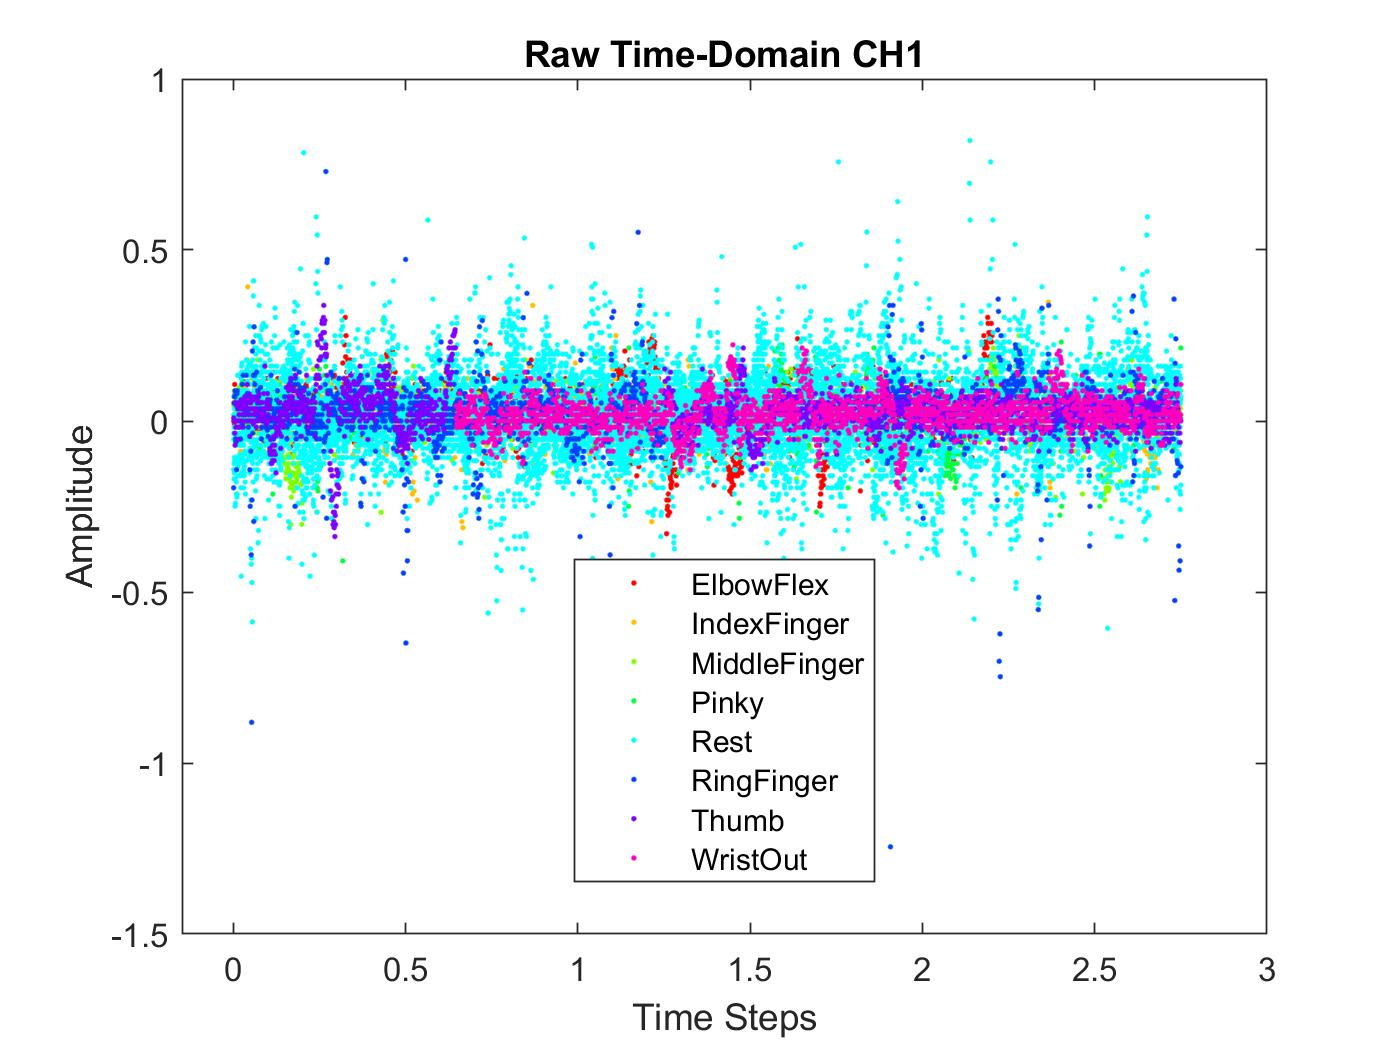 Raw Time-Domain CH1
1
0.5
0
-0.5
-1
-1.5
Amplitude
ElbowFlex
IndexFinger
MiddleFinger
Pinky
Rest
RingFinger
Thumb
WristOut
0 0.5 1 1.5 2 2.5 3
Time Steps